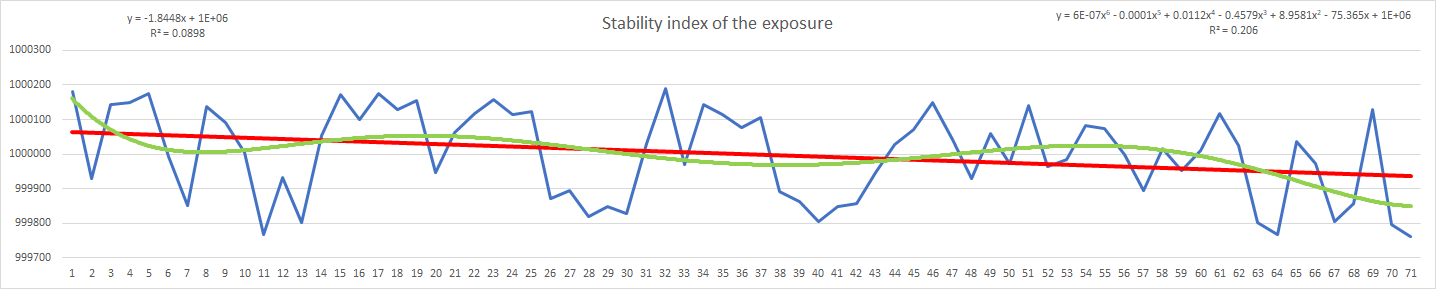 Stability index of the exposure
y = -1.8448x + 1E+06
R² = 0.0898
y = 6E-07x⁶ - 0.0001x⁵ + 0.0112x⁴ - 0.4579x³ + 8.9581x² - 75.365x + 1E+06
R² = 0.206
1000300
1000200
1000100
1000000
999900
999800
999700
1 2 3 4 5 6 7 8 9 10 11 12 13 14 15 16 17 18 19 20 21 22 23 24 25 26 27 28 29 30 31 32 33 34 35 36 37 38 39 40 41 42 43 44 45 46 47 48 49 50 51 52 53 54 55 56 57 58 59 60 61 62 63 64 65 66 67 68 69 70 71